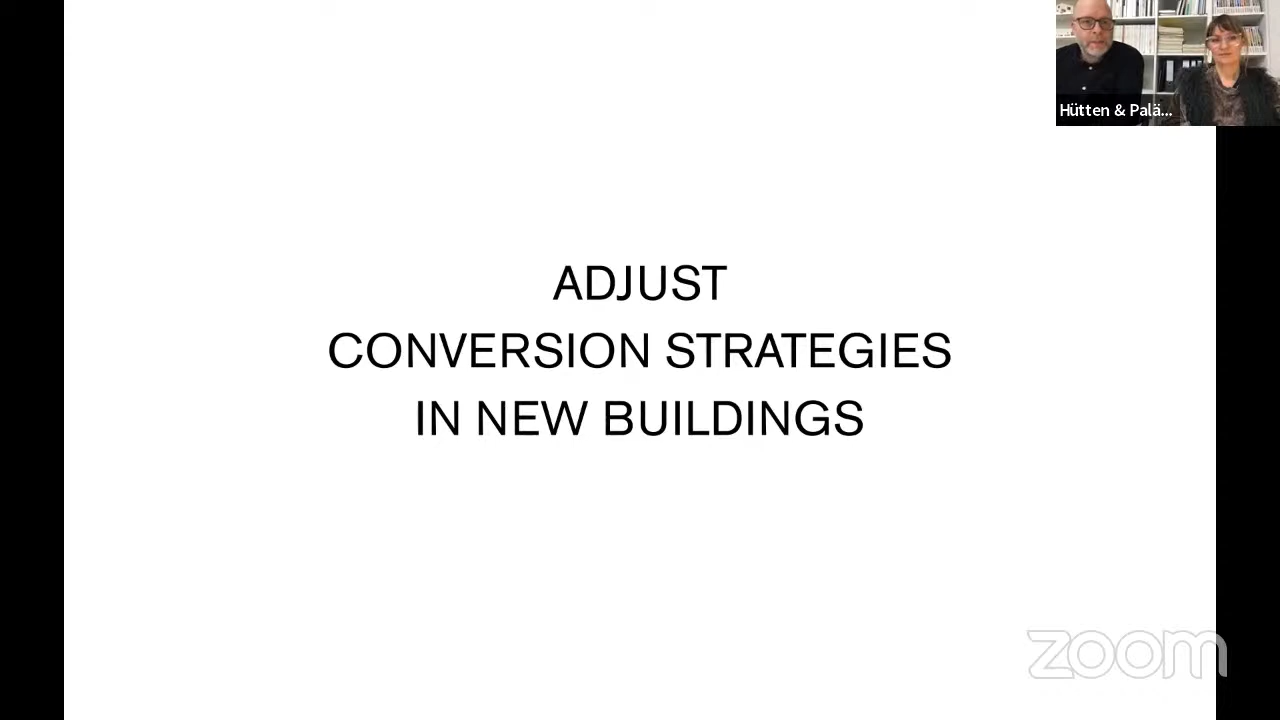 Hütten & Palä...
ADJUST
CONVERSION STRATEGIES
IN NEW BUILDINGS
zoom